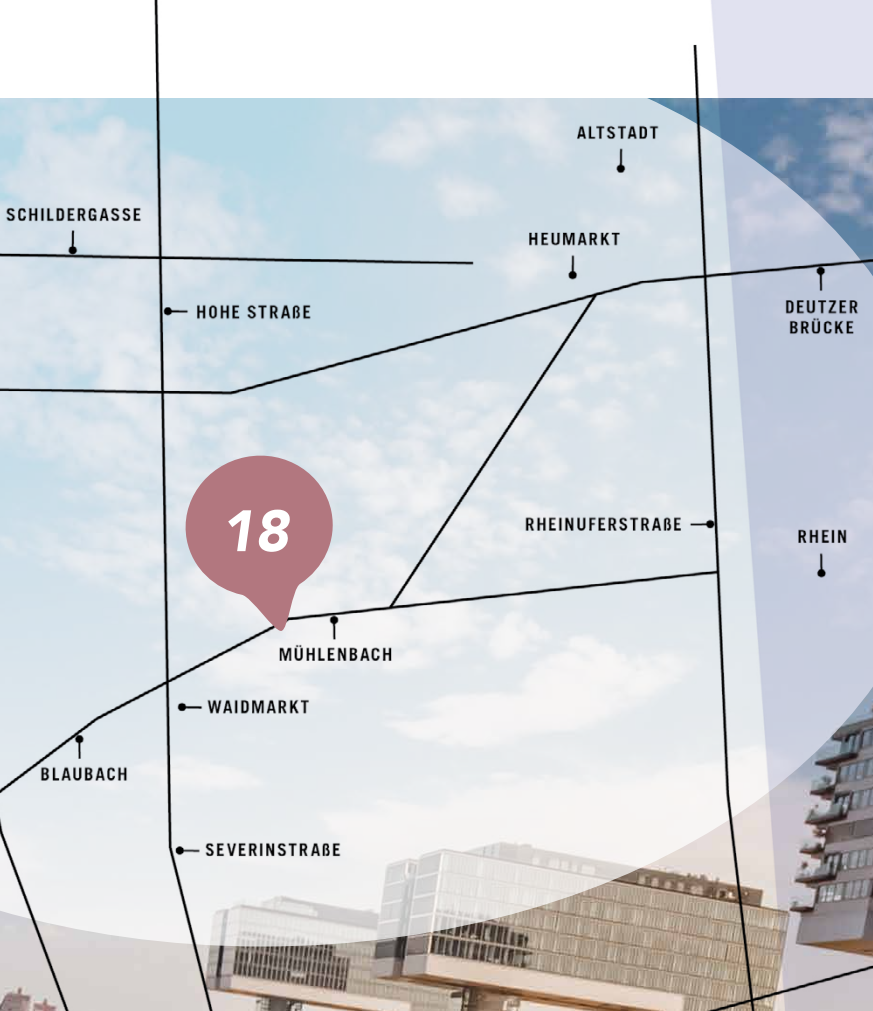 ALTSTADT
SCHILDERGASSE
HEUMARKT
HOHE STRAßE
DEUTZER
BRÜCKE
18
RHEINUFERSTRAßE
RHEIN
MÜHLENBACH
WAIDMARKT
BLAUBACH
SEVERINSTRAßE